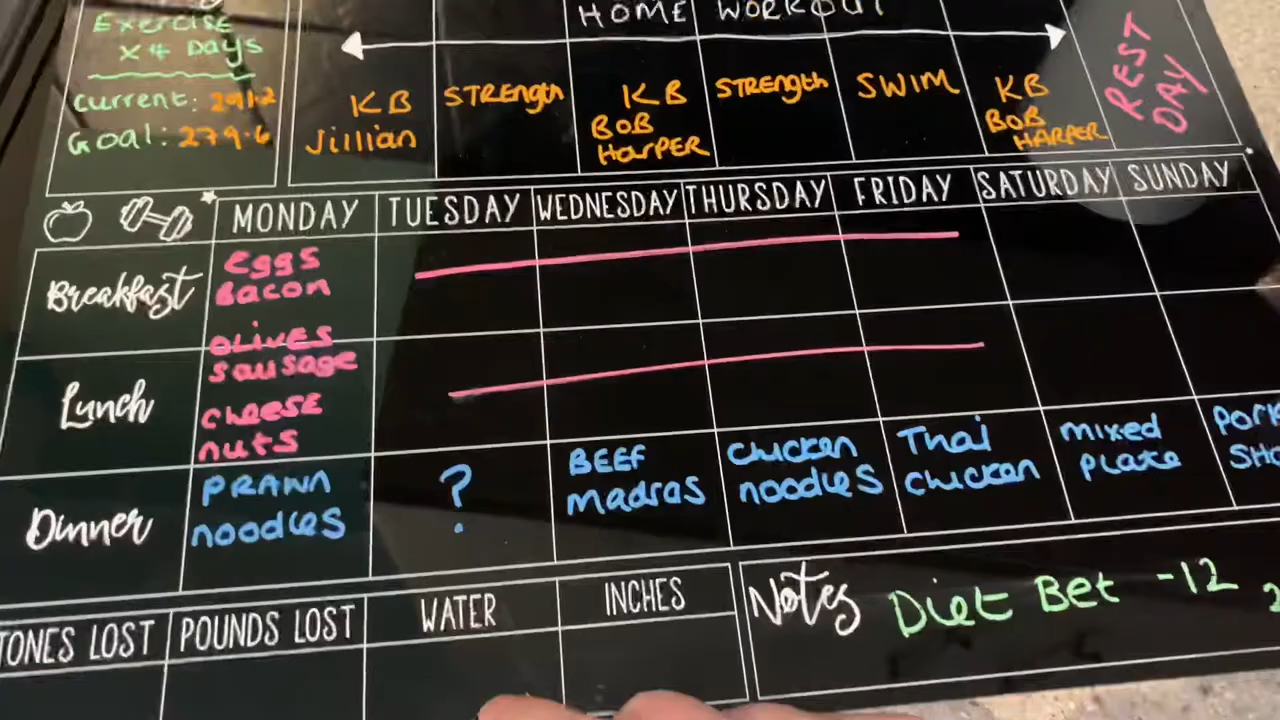 HOME WORKOUT
Exercise
x 4 Days
Current: 291.2
Goal: 279.6
KB
Jillian
STRENgth
KB
BOB
HARPER
STRENgth
SWIM
KB
BOB
HARPER
REST
DAY
MONDAY TUESDAY WEDNESDAY THURSDAY FRIDAY SATURDAY SUNDAY
Breakfast
eggs
Bacon
Lunch
OLIVES
sausage
cheese
nuts
Dinner
PRAWN
noodles
?
BEEF
madras
chicken
noodles
Thai
chicken
mixed
plate
PORK
TONES LOST
POUNDS LOST
WATER
INCHES
Notes
Diet Bet -12